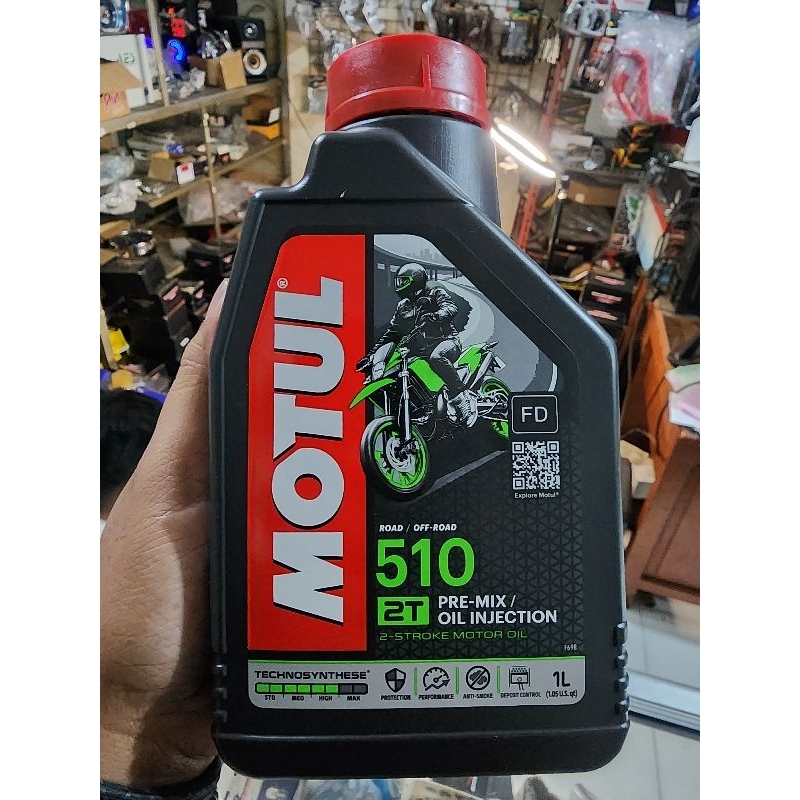 MOTUL®
FD
Explore Motul®
ROAD / OFF-ROAD
510
2T PRE-MIX /
OIL INJECTION
2-STROKE MOTOR OIL
F69B
TECHNOSYNTHESE®
STD MED HIGH MAX
PROTECTION PERFORMANCE ANTI-SMOKE DEPOSIT CONTROL
1L
(1.05 U.S. qt)